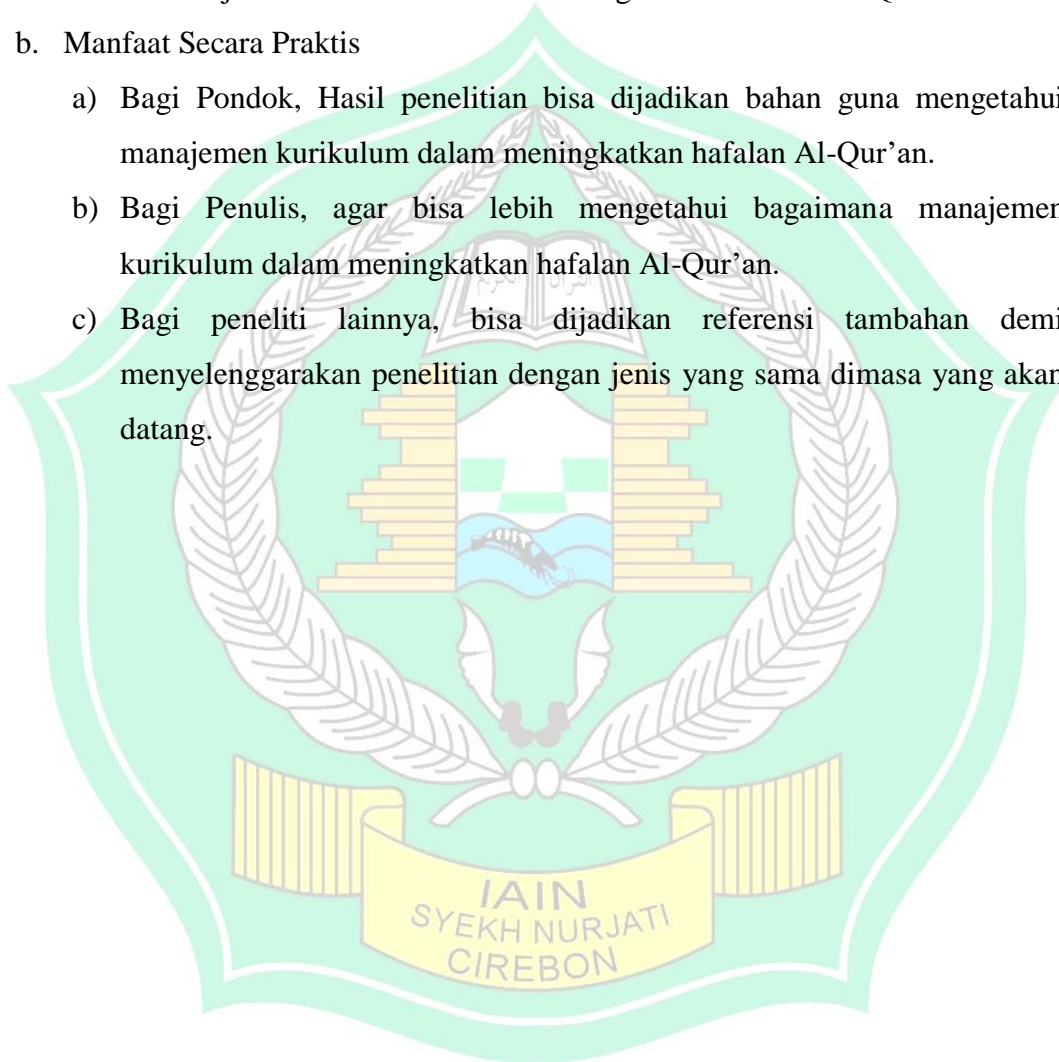 b. Manfaat Secara Praktis
a) Bagi Pondok, Hasil penelitian bisa dijadikan bahan guna mengetahui
manajemen kurikulum dalam meningkatkan hafalan Al-Qur’an.
b) Bagi Penulis, agar bisa lebih mengetahui bagaimana manajemen
kurikulum dalam meningkatkan hafalan Al-Qur’an.
c) Bagi peneliti lainnya, bisa dijadikan referensi tambahan demi
menyelenggarakan penelitian dengan jenis yang sama dimasa yang akan
datang.
IAIN
SYEKH NURJATI
CIREBON